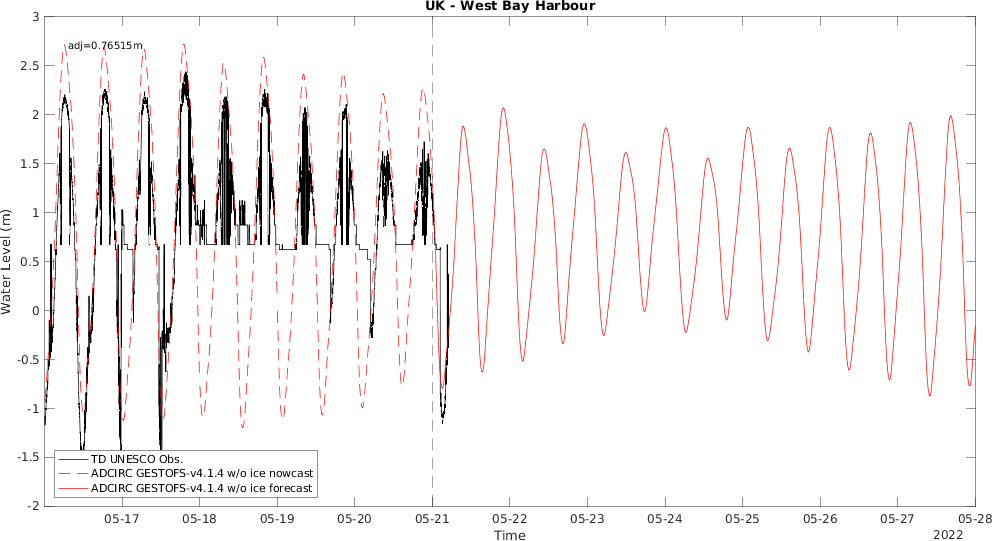 UK - West Bay Harbour
adj=0.76515m
Water Level (m)
3
2.5
2
1.5
1
0.5
0
-0.5
-1
-1.5
-2
TD UNESCO Obs.
ADCIRC GESTOFS-v4.1.4 w/o ice nowcast
ADCIRC GESTOFS-v4.1.4 w/o ice forecast
05-17 05-18 05-19 05-20 05-21 05-22 05-23 05-24 05-25 05-26 05-27 05-28
Time
2022